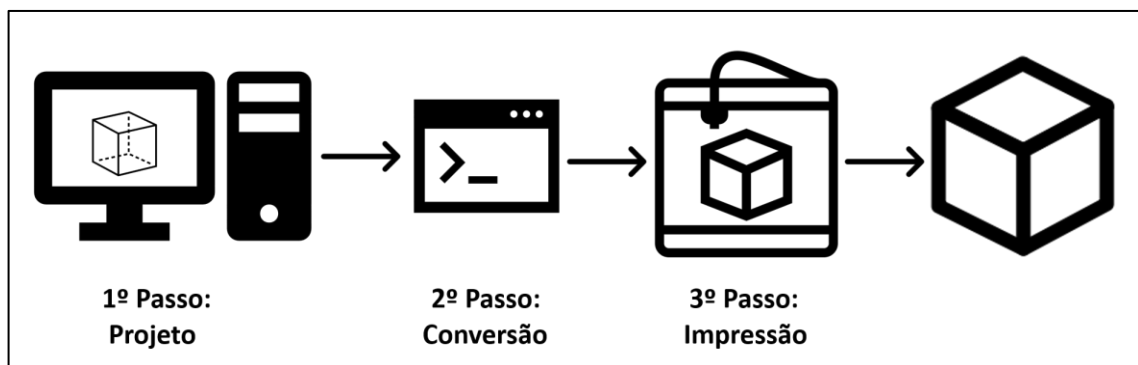 1º Passo:
Projeto
2º Passo:
Conversão
3º Passo:
Impressão